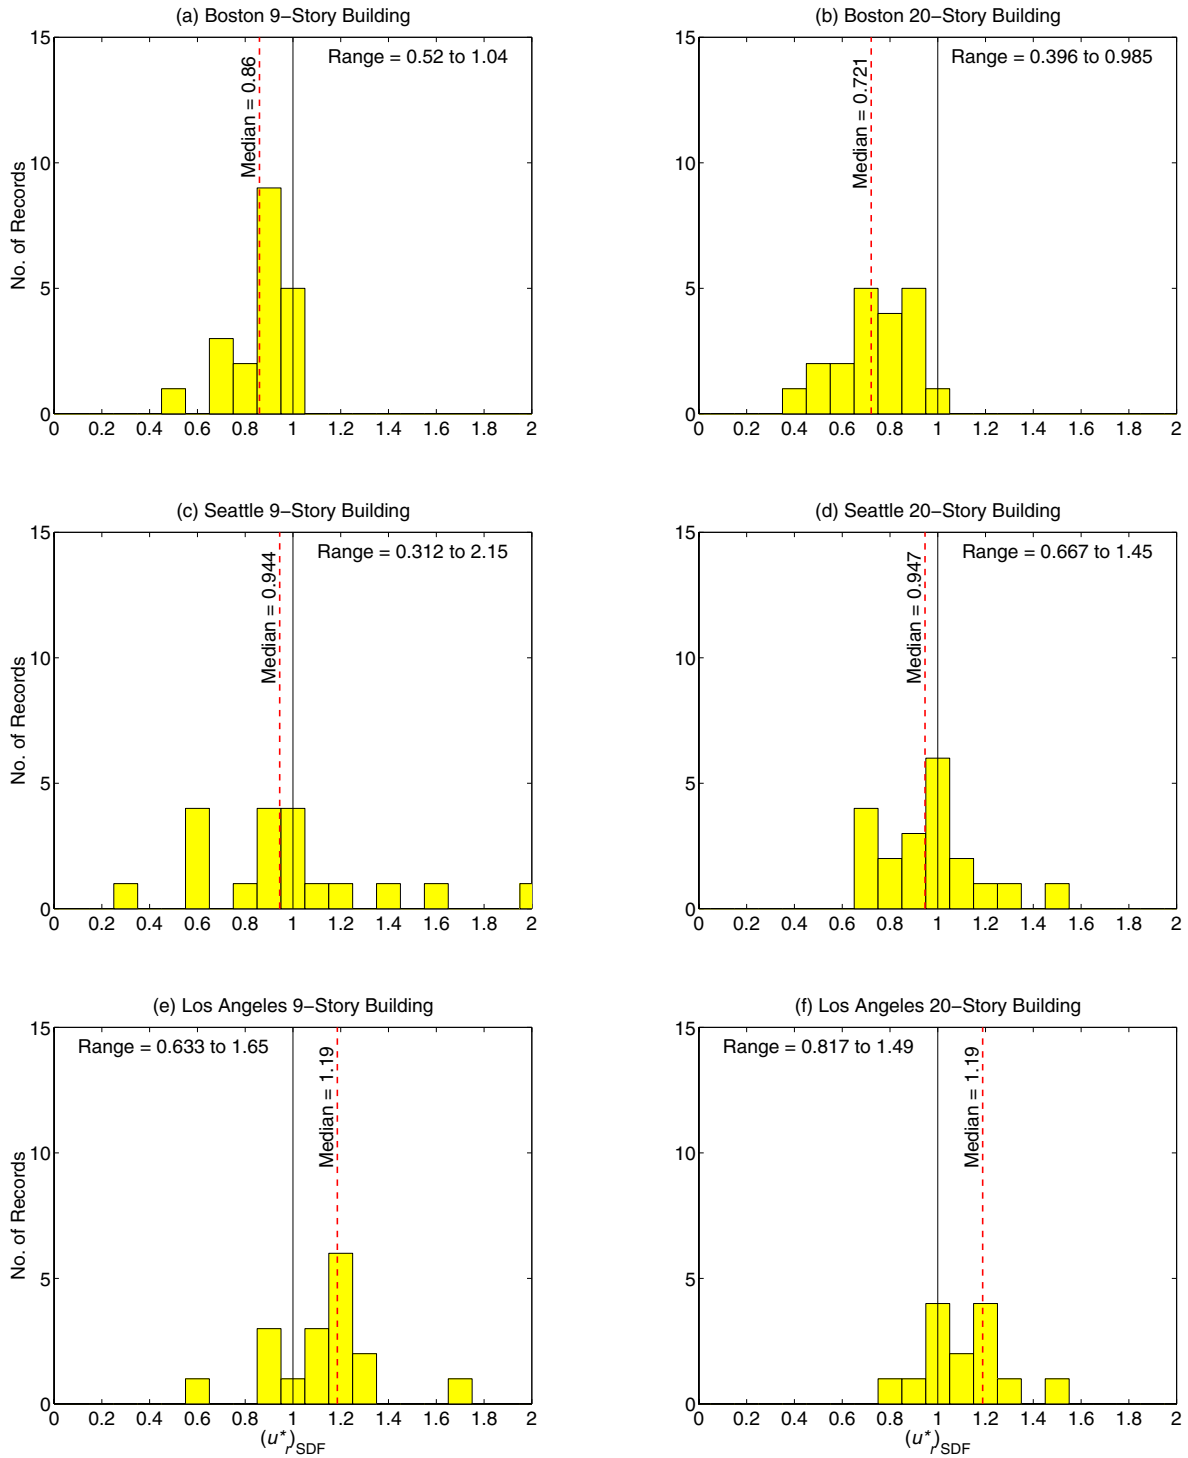 (a) Boston 9−Story Building
15
10
5
0
No. of Records
Median = 0.86
Range = 0.52 to 1.04
0 0.2 0.4 0.6 0.8 1 1.2 1.4 1.6 1.8 2
(b) Boston 20−Story Building
15
10
5
0
Median = 0.721
Range = 0.396 to 0.985
0 0.2 0.4 0.6 0.8 1 1.2 1.4 1.6 1.8 2
(c) Seattle 9−Story Building
15
10
5
0
No. of Records
Median = 0.944
Range = 0.312 to 2.15
0 0.2 0.4 0.6 0.8 1 1.2 1.4 1.6 1.8 2
(d) Seattle 20−Story Building
15
10
5
0
Median = 0.947
Range = 0.667 to 1.45
0 0.2 0.4 0.6 0.8 1 1.2 1.4 1.6 1.8 2
(e) Los Angeles 9−Story Building
15
10
5
0
No. of Records
Range = 0.633 to 1.65
Median = 1.19
0 0.2 0.4 0.6 0.8 1 1.2 1.4 1.6 1.8 2
(u*r)SDF
(f) Los Angeles 20−Story Building
15
10
5
0
Range = 0.817 to 1.49
Median = 1.19
0 0.2 0.4 0.6 0.8 1 1.2 1.4 1.6 1.8 2
(u*r)SDF